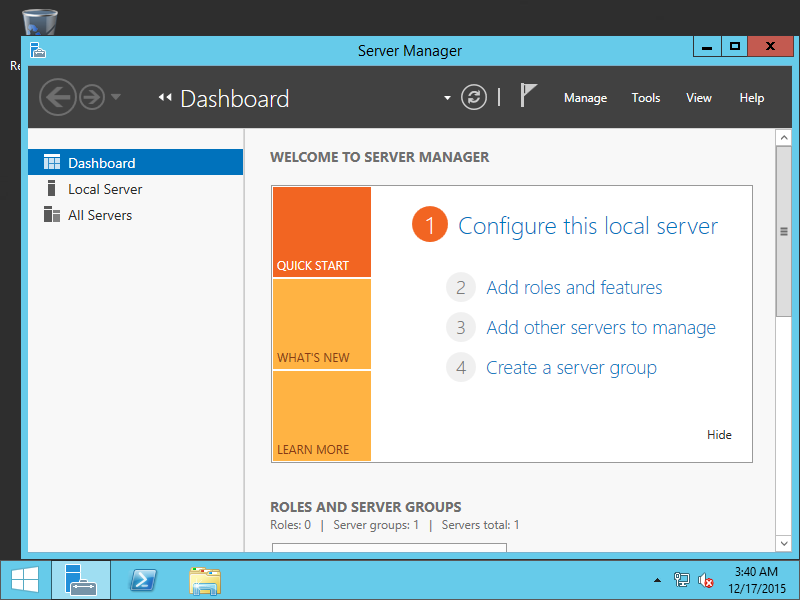 Server Manager
Dashboard
Manage
Tools
View
Help
Dashboard
Local Server
All Servers
WELCOME TO SERVER MANAGER
QUICK START
WHAT'S NEW
LEARN MORE
1 Configure this local server
2 Add roles and features
3 Add other servers to manage
4 Create a server group
Hide
ROLES AND SERVER GROUPS
Roles: 0 | Server groups: 1 | Servers total: 1
3:40 AM
12/17/2015